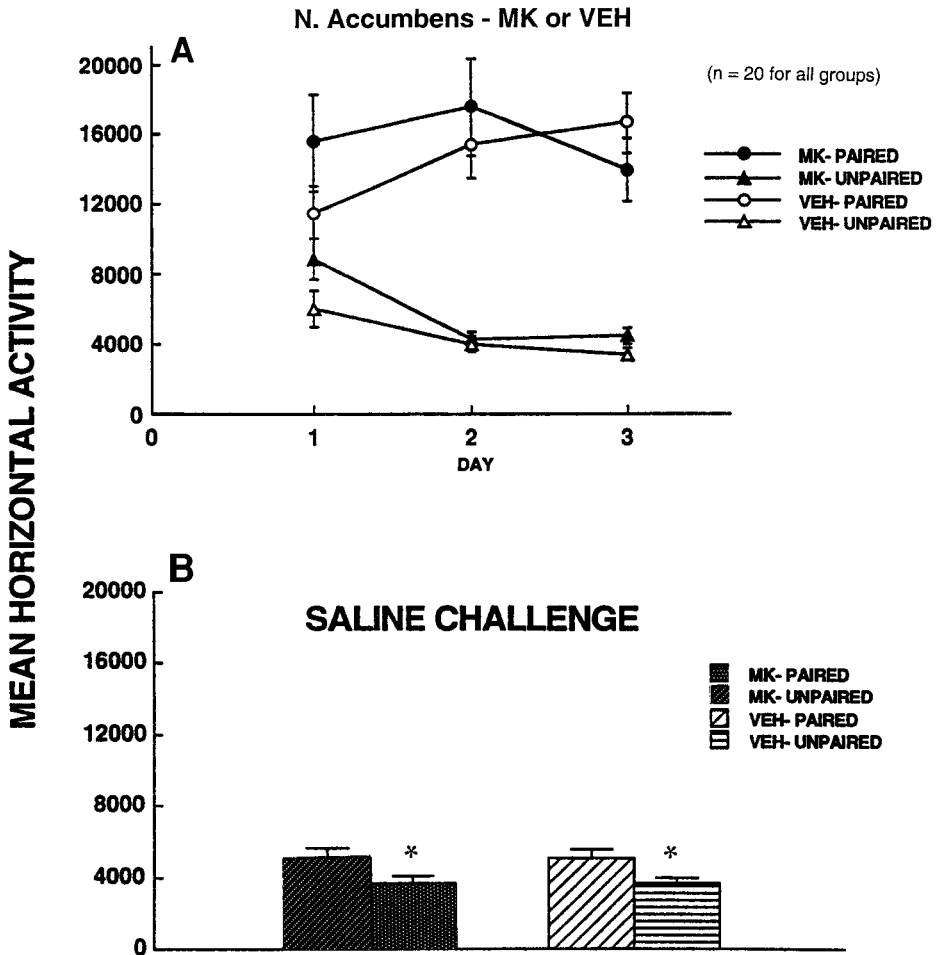 N. Accumbens - MK or VEH
A
(n = 20 for all groups)
20000
16000
12000
8000
4000
0
MK- PAIRED
MK- UNPAIRED
VEH- PAIRED
VEH- UNPAIRED
0 1 2 3
DAY
MEAN HORIZONTAL ACTIVITY
B
SALINE CHALLENGE
20000
16000
12000
8000
4000
0
MK- PAIRED
MK- UNPAIRED
VEH- PAIRED
VEH- UNPAIRED
* *